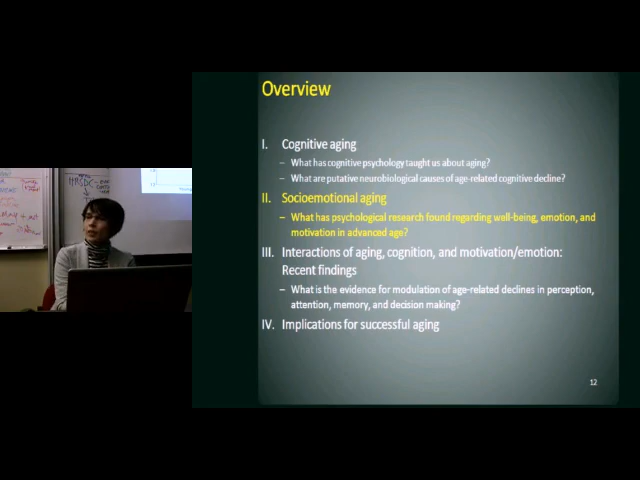 Overview
I. Cognitive aging
– What has cognitive psychology taught us about aging?
– What are putative neurobiological causes of age-related cognitive decline?
II. Socioemotional aging
– What has psychological research found regarding well-being, emotion, and
motivation in advanced age?
III. Interactions of aging, cognition, and motivation/emotion:
Recent findings
– What is the evidence for modulation of age-related declines in perception,
attention, memory, and decision making?
IV. Implications for successful aging
12